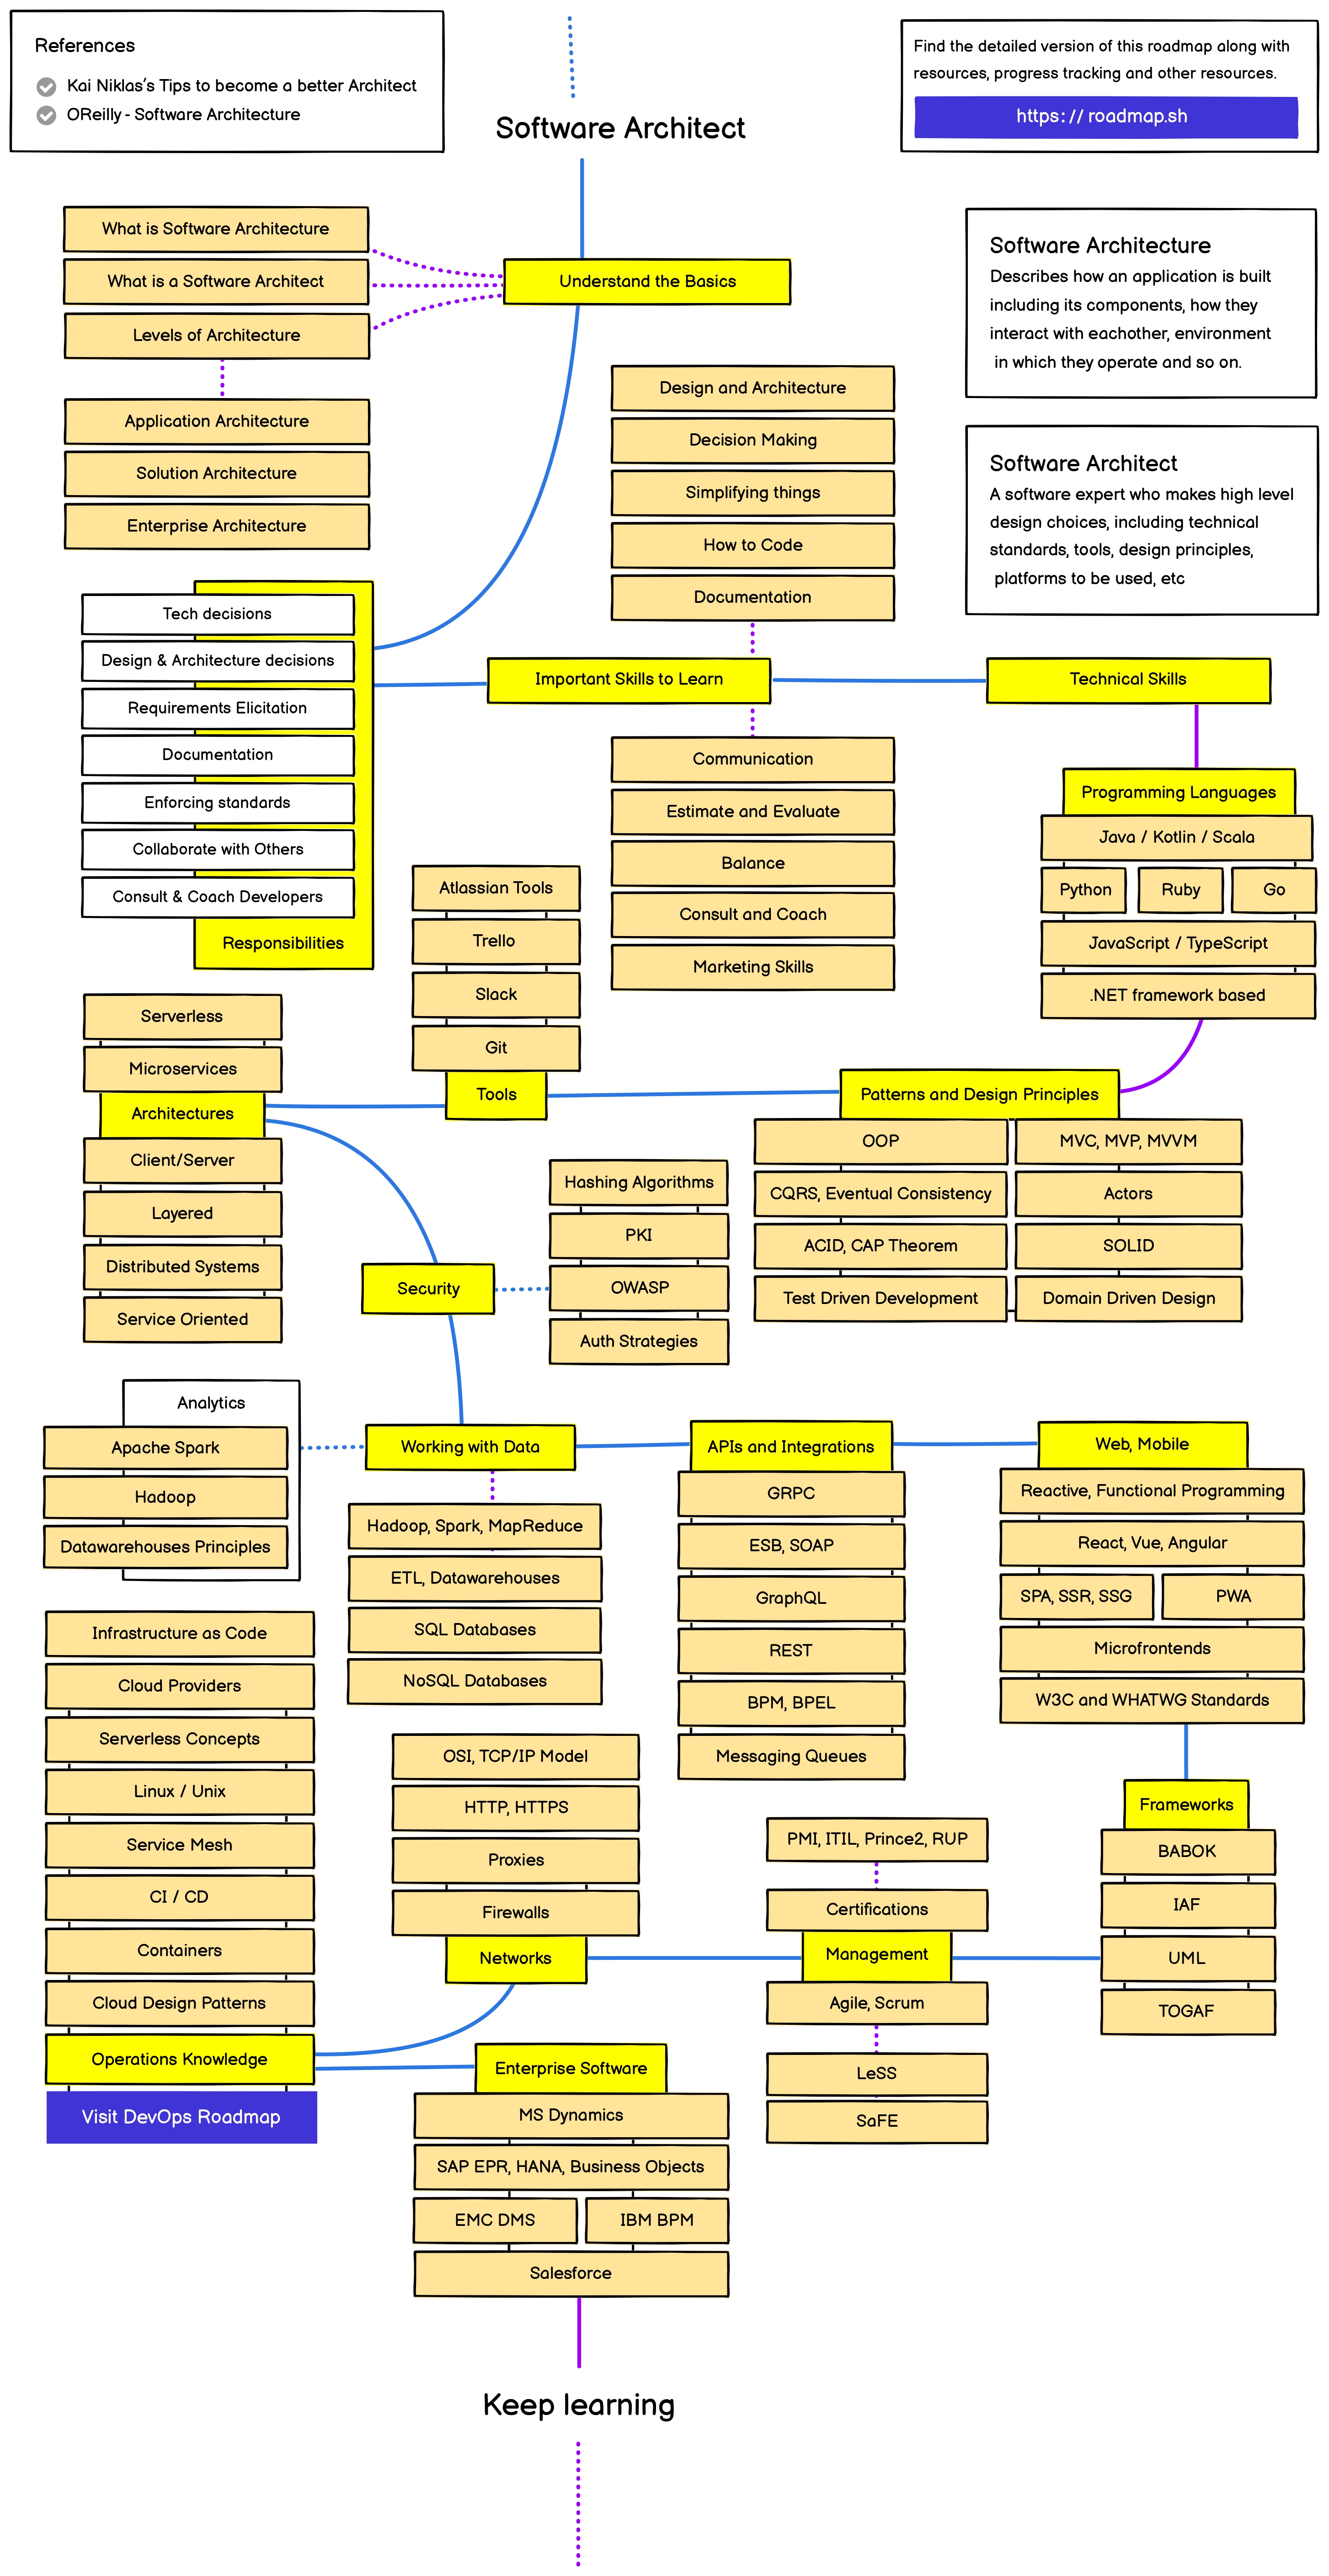 References
Kai Niklas's Tips to become a better Architect
OReilly - Software Architecture
Software Architect
Find the detailed version of this roadmap along with
resources, progress tracking and other resources.
https://roadmap.sh
What is Software Architecture
What is a Software Architect
Levels of Architecture
Understand the Basics
Software Architecture
Describes how an application is built
including its components, how they
interact with eachother, environment
in which they operate and so on.
Application Architecture
Solution Architecture
Enterprise Architecture
Design and Architecture
Decision Making
Simplifying things
How to Code
Documentation
Software Architect
A software expert who makes high level
design choices, including technical
standards, tools, design principles,
platforms to be used, etc
Tech decisions
Design & Architecture decisions
Requirements Elicitation
Documentation
Enforcing standards
Collaborate with Others
Consult & Coach Developers
Responsibilities
Important Skills to Learn
Technical Skills
Communication
Estimate and Evaluate
Balance
Consult and Coach
Marketing Skills
Programming Languages
Java / Kotlin / Scala
Python
Ruby
Go
JavaScript / TypeScript
.NET framework based
Atlassian Tools
Trello
Slack
Git
Tools
Patterns and Design Principles
OOP
MVC, MVP, MVVM
CQRS, Eventual Consistency
Actors
ACID, CAP Theorem
SOLID
Test Driven Development
Domain Driven Design
Serverless
Microservices
Architectures
Client/Server
Layered
Distributed Systems
Service Oriented
Security
Hashing Algorithms
PKI
OWASP
Auth Strategies
Analytics
Apache Spark
Hadoop
Datawarehouses Principles
Working with Data
Hadoop, Spark, MapReduce
ETL, Datawarehouses
SQL Databases
NoSQL Databases
APIs and Integrations
GRPC
ESB, SOAP
GraphQL
REST
BPM, BPEL
Messaging Queues
Web, Mobile
Reactive, Functional Programming
React, Vue, Angular
SPA, SSR, SSG
PWA
Microfrontends
W3C and WHATWG Standards
Frameworks
BABOK
IAF
UML
TOGAF
PMI, ITIL, Prince2, RUP
Certifications
Management
Agile, Scrum
LeSS
SaFE
OSI, TCP/IP Model
HTTP, HTTPS
Proxies
Firewalls
Networks
Infrastructure as Code
Cloud Providers
Serverless Concepts
Linux / Unix
Service Mesh
CI / CD
Containers
Cloud Design Patterns
Operations Knowledge
Visit DevOps Roadmap
Enterprise Software
MS Dynamics
SAP EPR, HANA, Business Objects
EMC DMS
IBM BPM
Salesforce
Keep learning